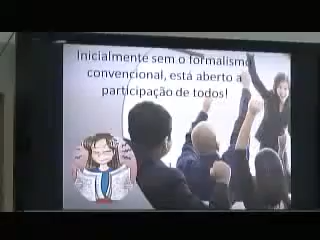 Inicialmente sem o formalismo
convencional, está aberto a
participação de todos!